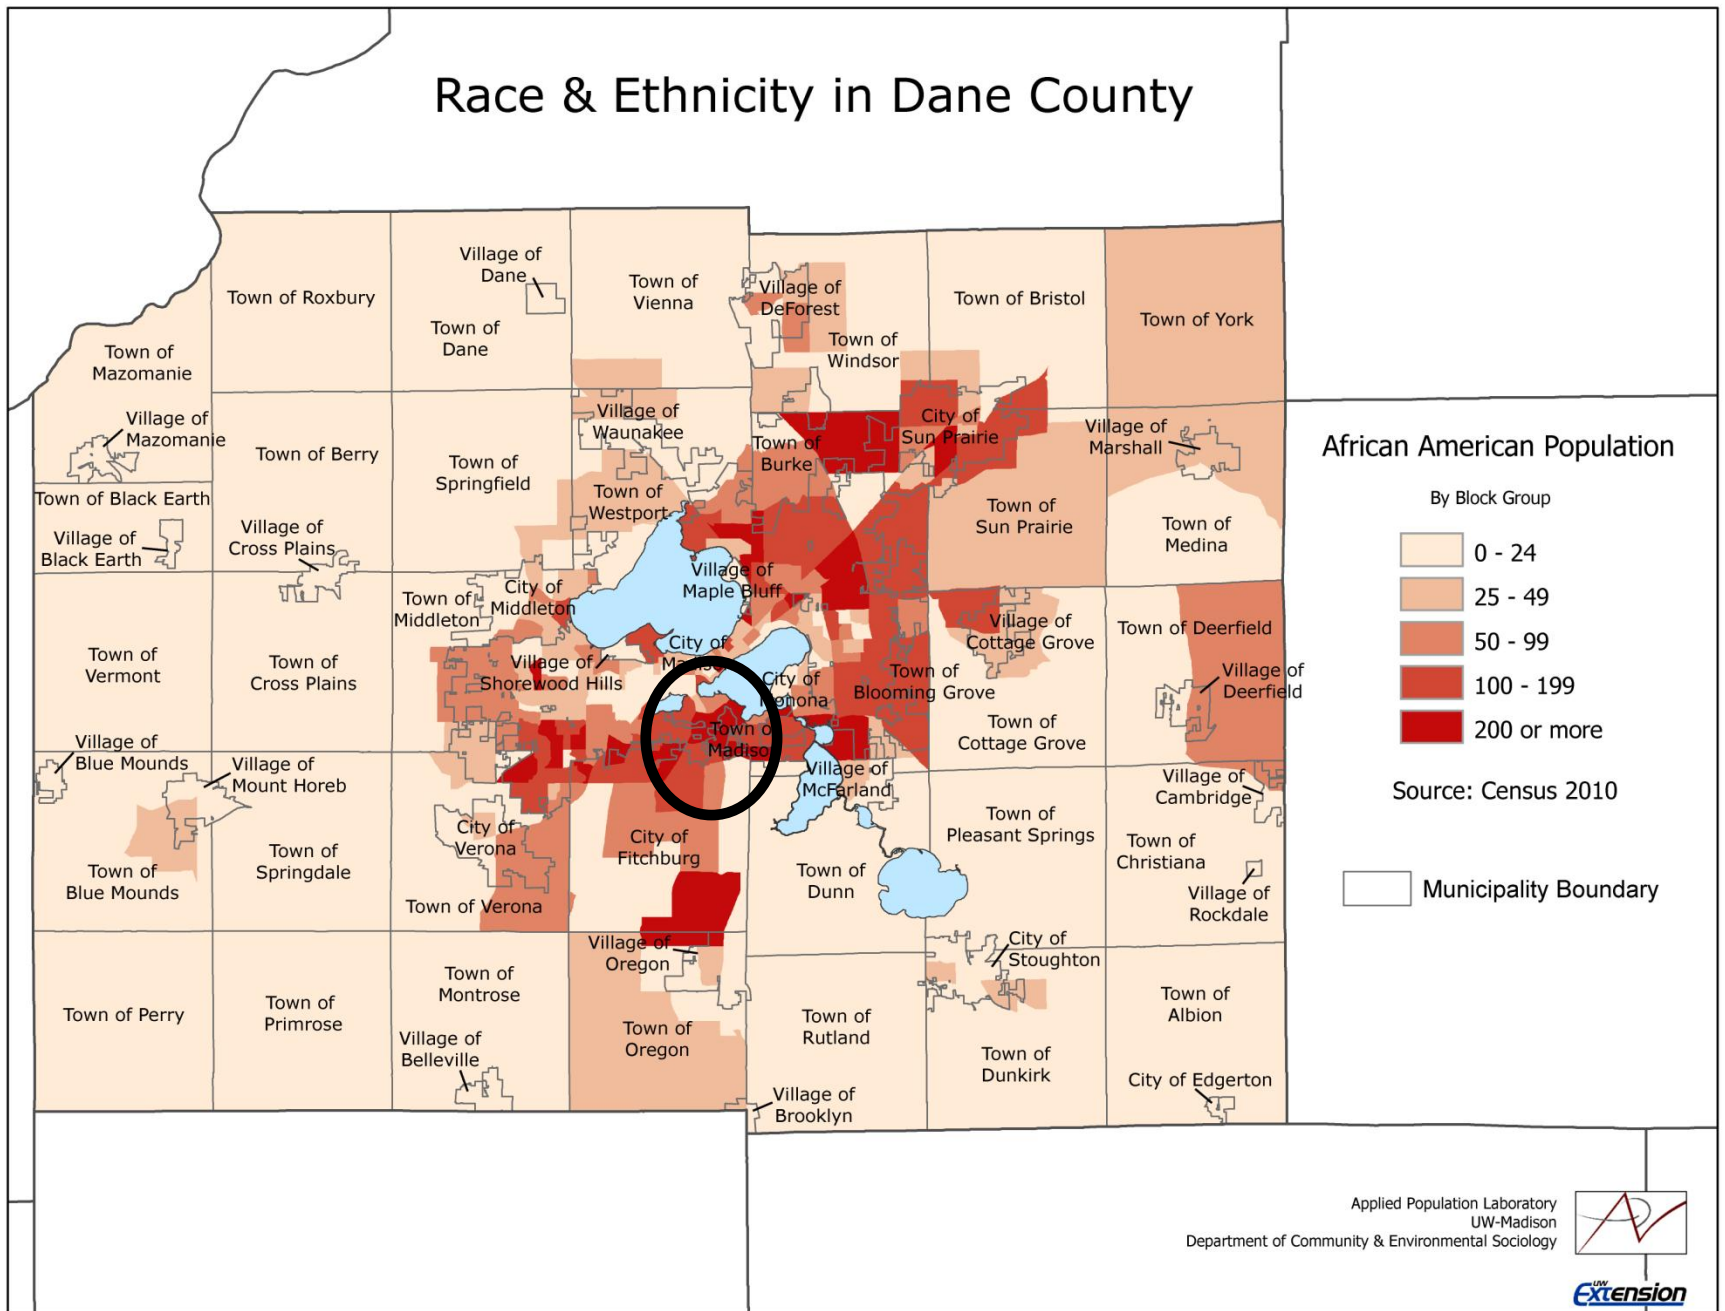 Race & Ethnicity in Dane County
Village of
Dane
Town of Roxbury
Town of
Vienna
Village of
DeForest
Town of Bristol
Town of York
Town of
Dane
Town of
Windsor
Town of
Mazomanie
Village of
Mazomanie
Town of Berry
Town of
Springfield
Village of
Waunakee
Town of
Burke
City of
Sun Prairie
Village of
Marshall
Town of Black Earth
Village of
Black Earth
Village of
Cross Plains
Town of
Westport
Town of
Sun Prairie
Town of
Medina
Town of
Middleton
City of
Middleton
Village of
Maple Bluff
Village of
Cottage Grove
Town of Deerfield
Town of
Vermont
Town of
Cross Plains
Village of
Shorewood Hills
City of
Madison
City of
Monona
Town of
Blooming Grove
Village of
Deerfield
Town of
Madison
Town of
Cottage Grove
Village of
Blue Mounds
Village of
Mount Horeb
Village of
McFarland
Village of
Cambridge
Town of
Blue Mounds
Town of
Springdale
City of
Verona
City of
Fitchburg
Town of
Pleasant Springs
Town of
Christiana
Town of Verona
Town of
Dunn
Village of
Rockdale
Village of
Oregon
City of
Stoughton
Town of Perry
Town of
Primrose
Town of
Montrose
Town of
Oregon
Town of
Rutland
Town of
Albion
Village of
Belleville
Town of
Dunkirk
Village of
Brooklyn
City of Edgerton
African American Population
By Block Group
0 - 24
25 - 49
50 - 99
100 - 199
200 or more
Source: Census 2010
Municipality Boundary
Applied Population Laboratory
UW-Madison
Department of Community & Environmental Sociology
UW
Extension